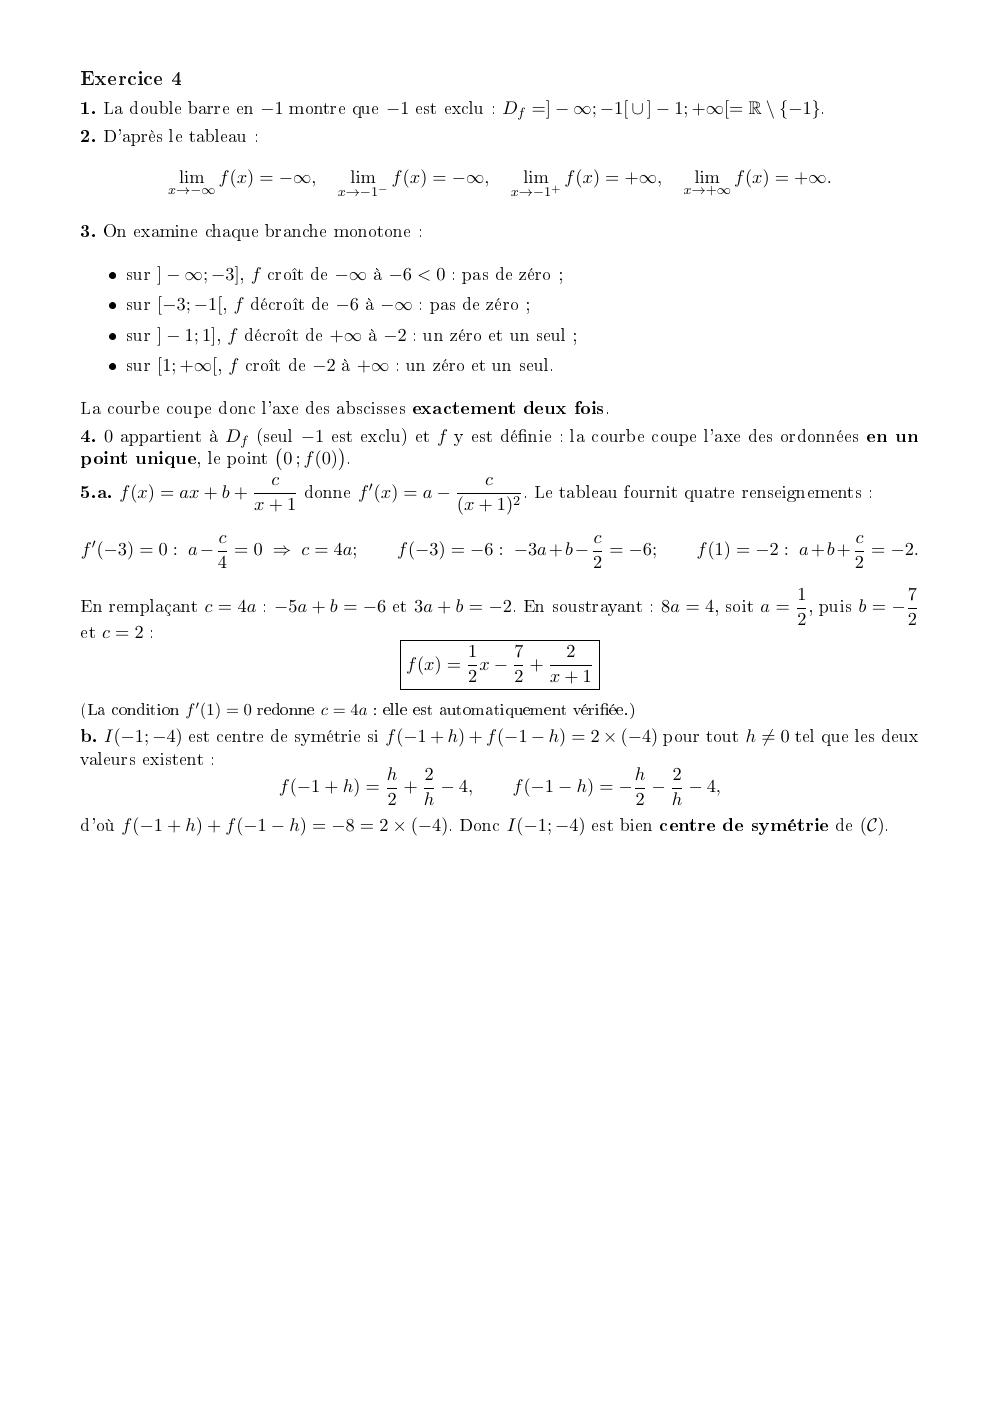 Exercice 4
1. La double barre en −1 montre que −1 est exclu : D_f =]−∞; −1[ ∪ ]−1; +∞[= ℝ \ {−1}.
2. D'après le tableau :
lim_{x→−∞} f(x) = −∞, lim_{x→−1⁻} f(x) = −∞, lim_{x→−1⁺} f(x) = +∞, lim_{x→+∞} f(x) = +∞.
3. On examine chaque branche monotone :
• sur ]−∞; −3], f croît de −∞ à −6 < 0 : pas de zéro ;
• sur [−3; −1[, f décroît de −6 à −∞ : pas de zéro ;
• sur ]−1; 1], f décroît de +∞ à −2 : un zéro et un seul ;
• sur [1; +∞[, f croît de −2 à +∞ : un zéro et un seul.
La courbe coupe donc l'axe des abscisses exactement deux fois.
4. 0 appartient à D_f (seul −1 est exclu) et f y est définie : la courbe coupe l'axe des ordonnées en un
point unique, le point (0 ; f(0)).
5.a. f(x) = ax + b + c/(x + 1) donne f′(x) = a − c/(x + 1)². Le tableau fournit quatre renseignements :
f′(−3) = 0 : a − c/4 = 0 ⇒ c = 4a; f(−3) = −6 : −3a + b − c/2 = −6; f(1) = −2 : a + b + c/2 = −2.
En remplaçant c = 4a : −5a + b = −6 et 3a + b = −2. En soustrayant : 8a = 4, soit a = 1/2, puis b = −7/2
et c = 2 :
f(x) = 1/2 x − 7/2 + 2/(x + 1)
(La condition f′(1) = 0 redonne c = 4a : elle est automatiquement vérifiée.)
b. I(−1; −4) est centre de symétrie si f(−1 + h) + f(−1 − h) = 2 × (−4) pour tout h ≠ 0 tel que les deux
valeurs existent :
f(−1 + h) = h/2 + 2/h − 4, f(−1 − h) = −h/2 − 2/h − 4,
d'où f(−1 + h) + f(−1 − h) = −8 = 2 × (−4). Donc I(−1; −4) est bien centre de symétrie de (𝒞).